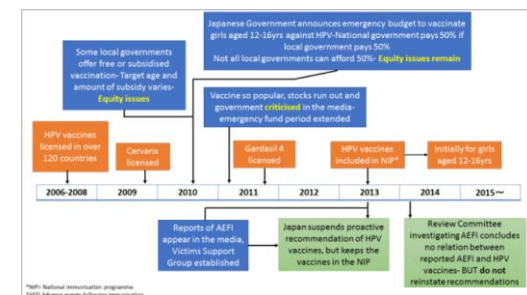 Japanese Government announces emergency budget to vaccinate
girls aged 12-16yrs against HPV-National government pays 50% if
local government pays 50%
Not all local governments can afford 50%- Equity issues remain
Some local governments
offer free or subsidised
vaccination-Target age and
amount of subsidy varies-
Equity issues
Vaccine so popular, stocks run out and
government criticised in the media-
emergency fund period extended
HPV vaccines
licensed in over
120 countries
Cervarix
licensed
Gardasil 4
licensed
HPV vaccines
included in NIP*
Initially for girls
aged 12-16yrs
2006-2008
2009
2010
2011
2012
2013
2014
2015～
Reports of AEFI
appear in the media,
Victims Support
Group established
Japan suspends proactive
recommendation of HPV
vaccines, but keeps the
vaccines in the NIP
Review Committee
investigating AEFI concludes
no relation between
reported AEFI and HPV
vaccines- BUT do not
reinstate recommendations
*NIP= National Immunisation programme
*AEFI Adverse events following immunisation